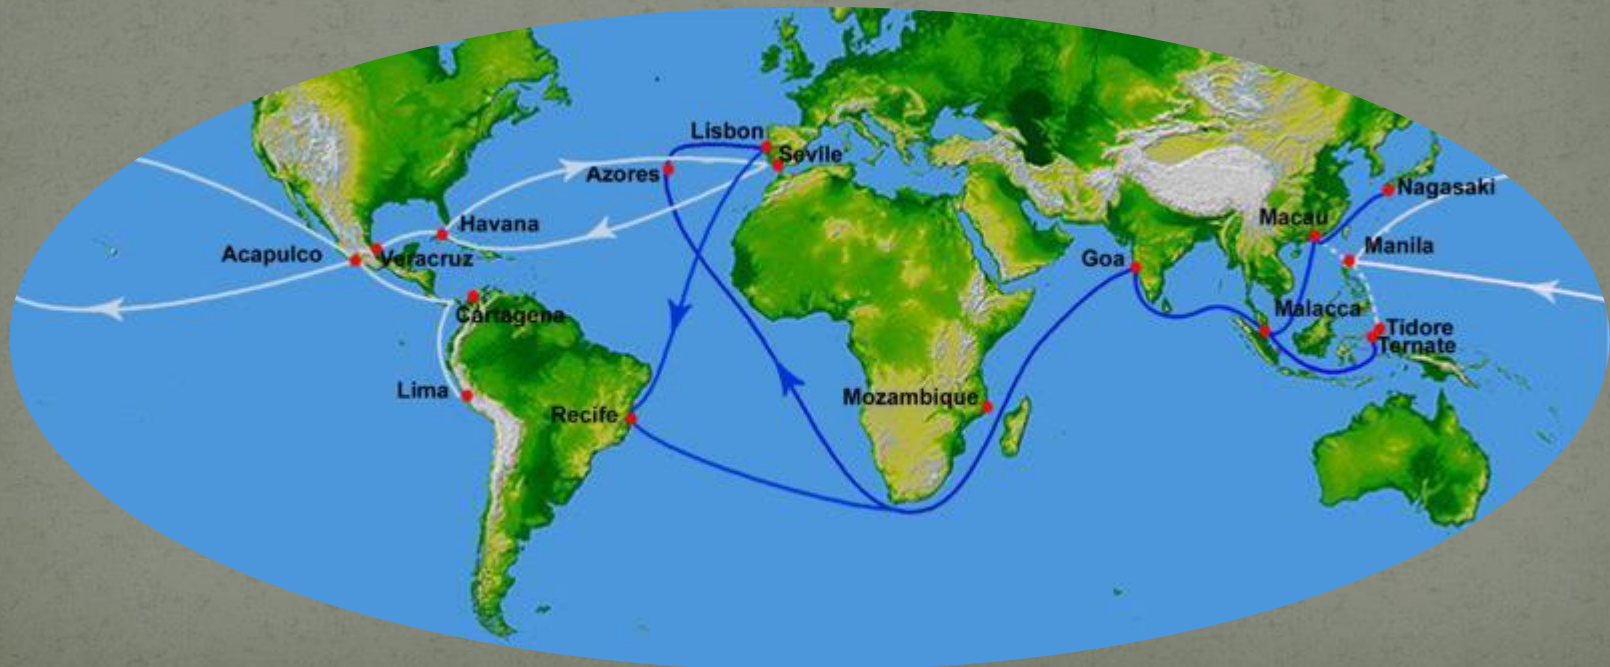 Lisbon
Sevile
Azores
Nagasaki
Macau
Havana
Manila
Acapulco
Veracruz
Goa
Malacca
Cartagena
Tidore
Ternate
Lima
Mozambique
Recife